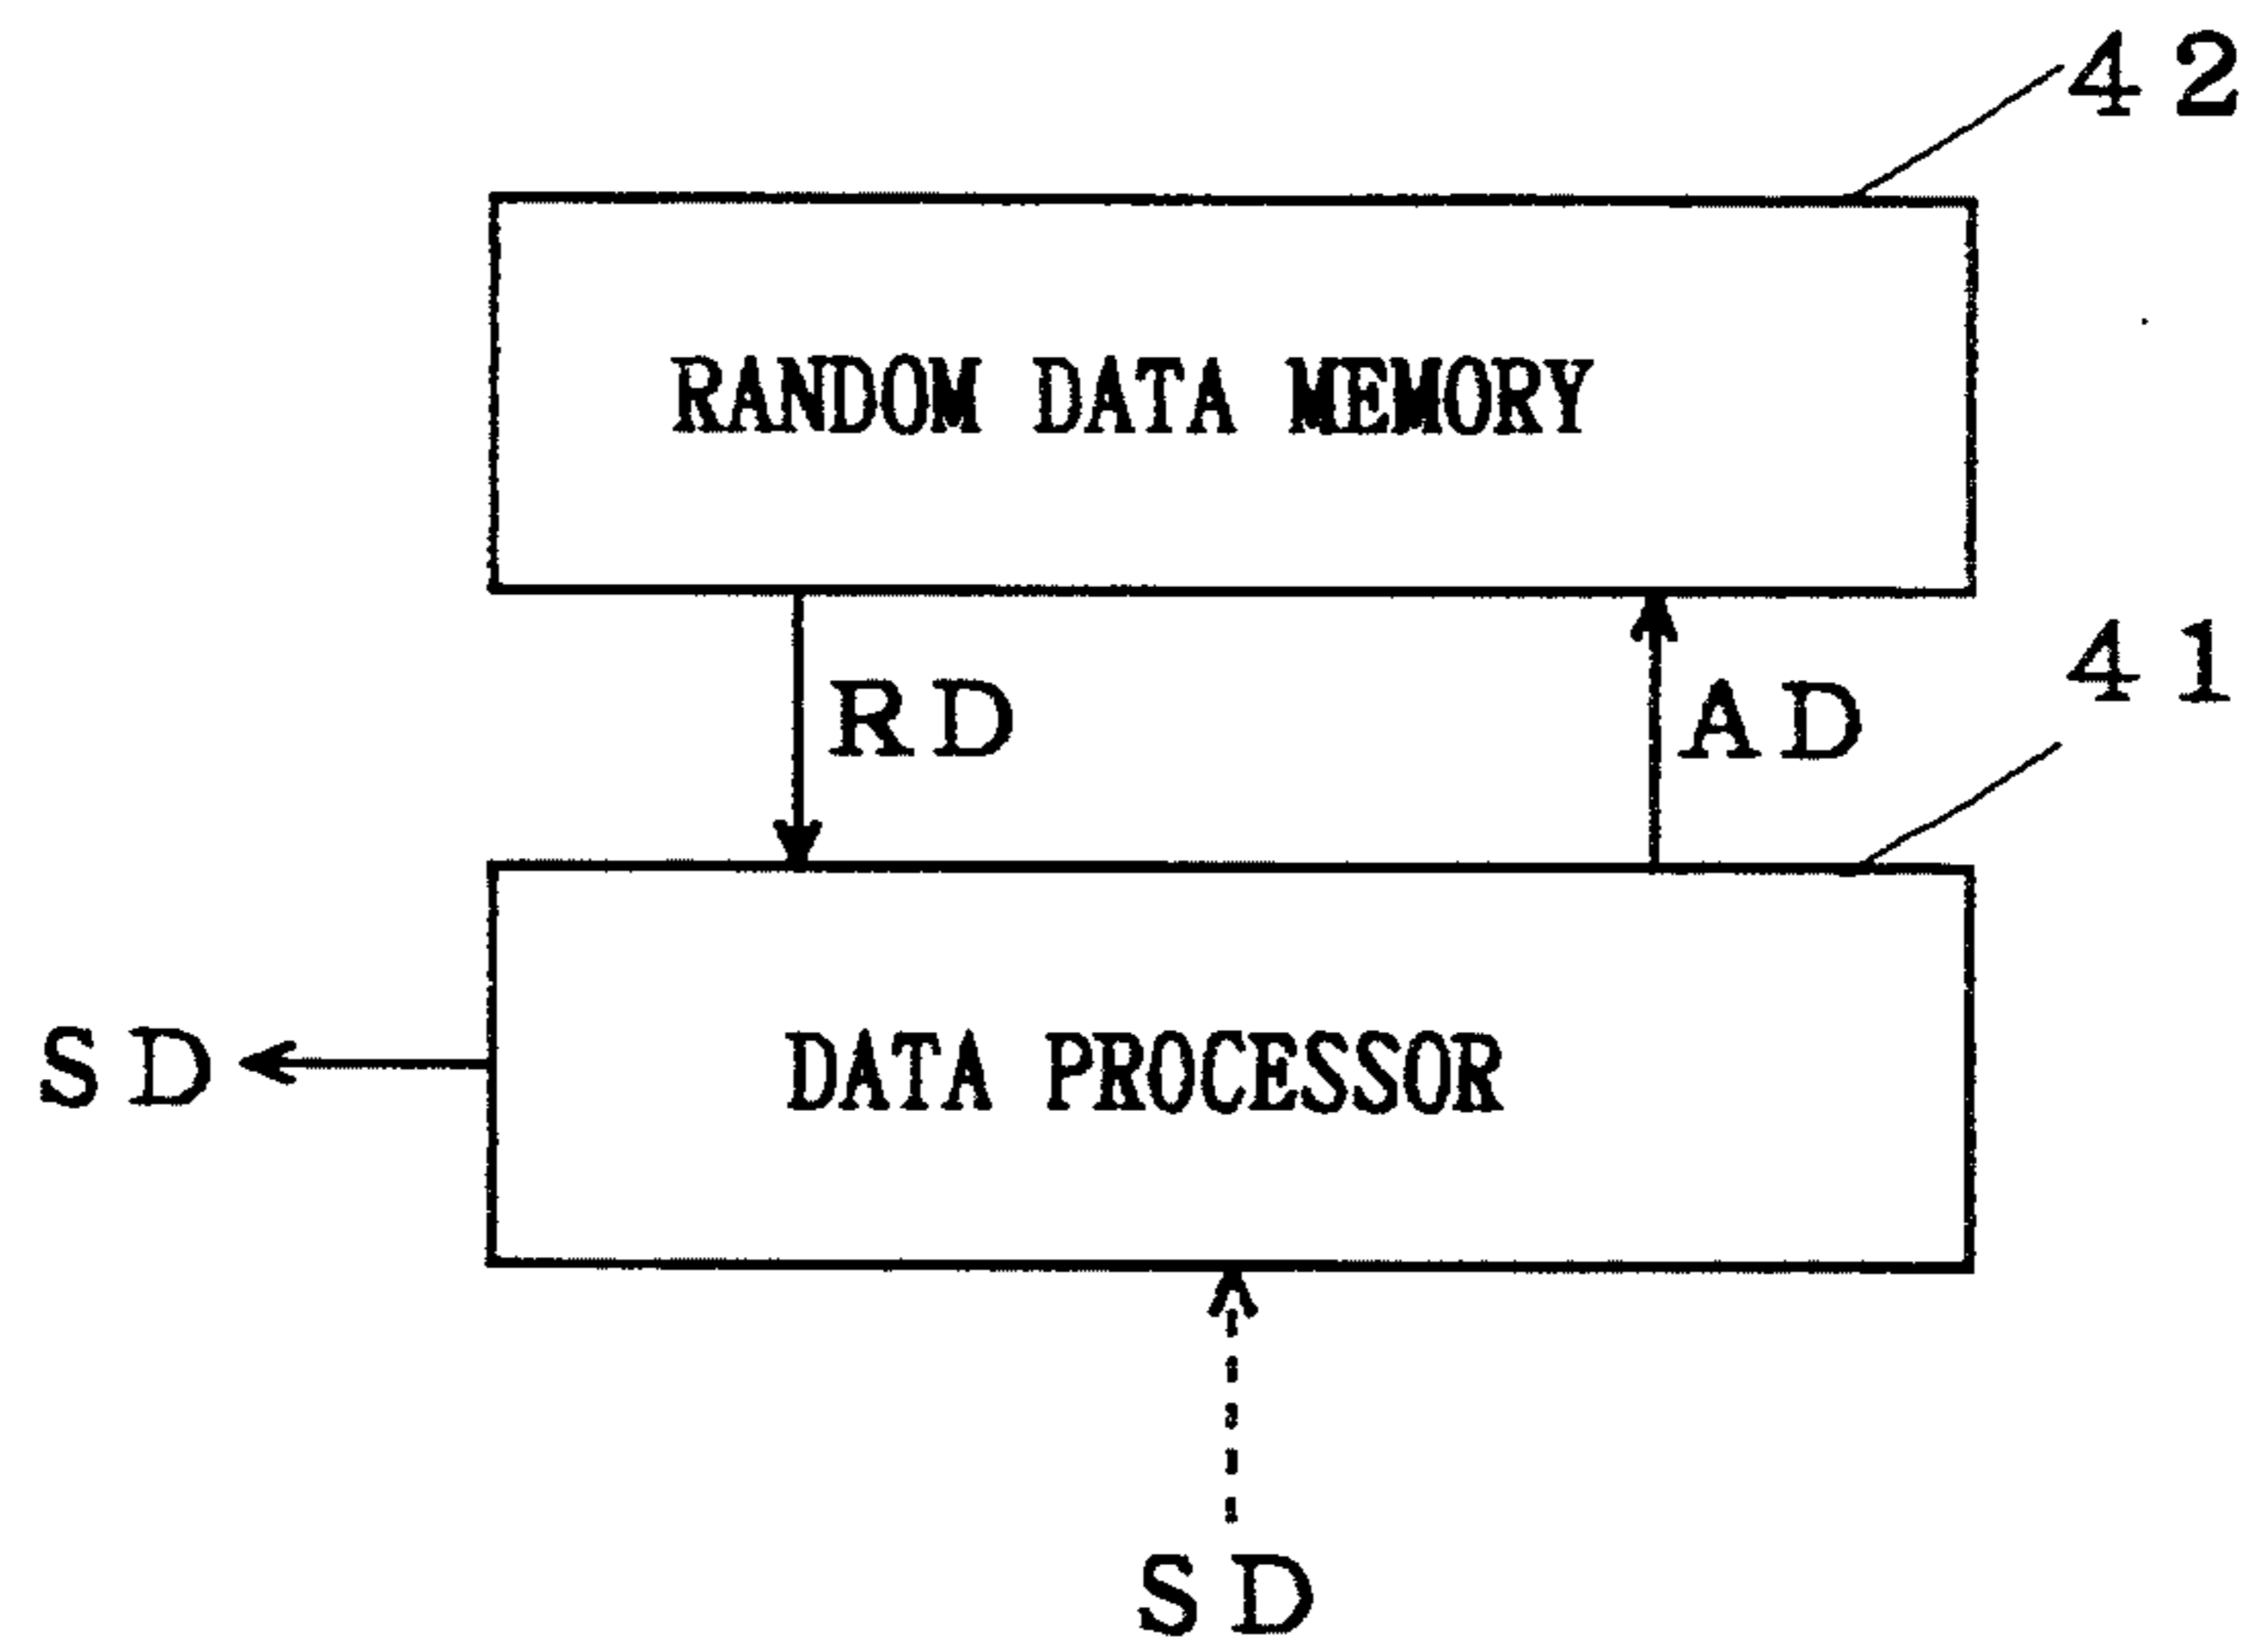 42
RANDOM DATA MEMORY
RD AD
41
SD DATA PROCESSOR
SD